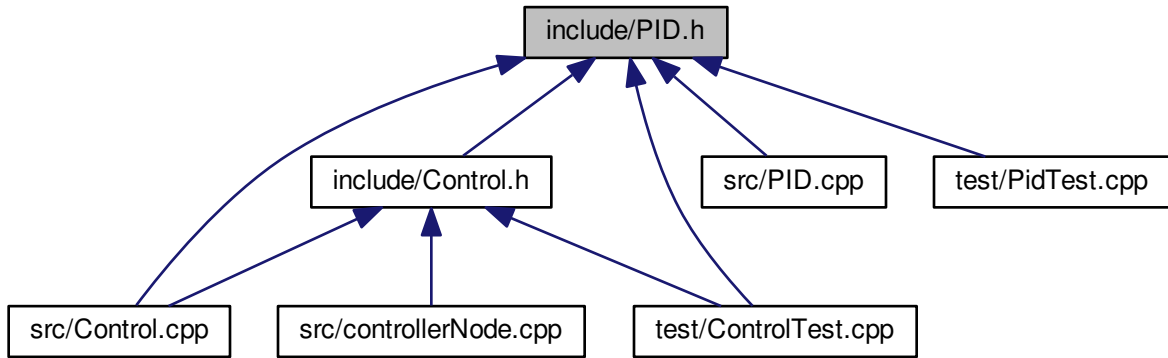 include/PID.h
include/Control.h
src/PID.cpp
test/PidTest.cpp
src/Control.cpp
src/controllerNode.cpp
test/ControlTest.cpp